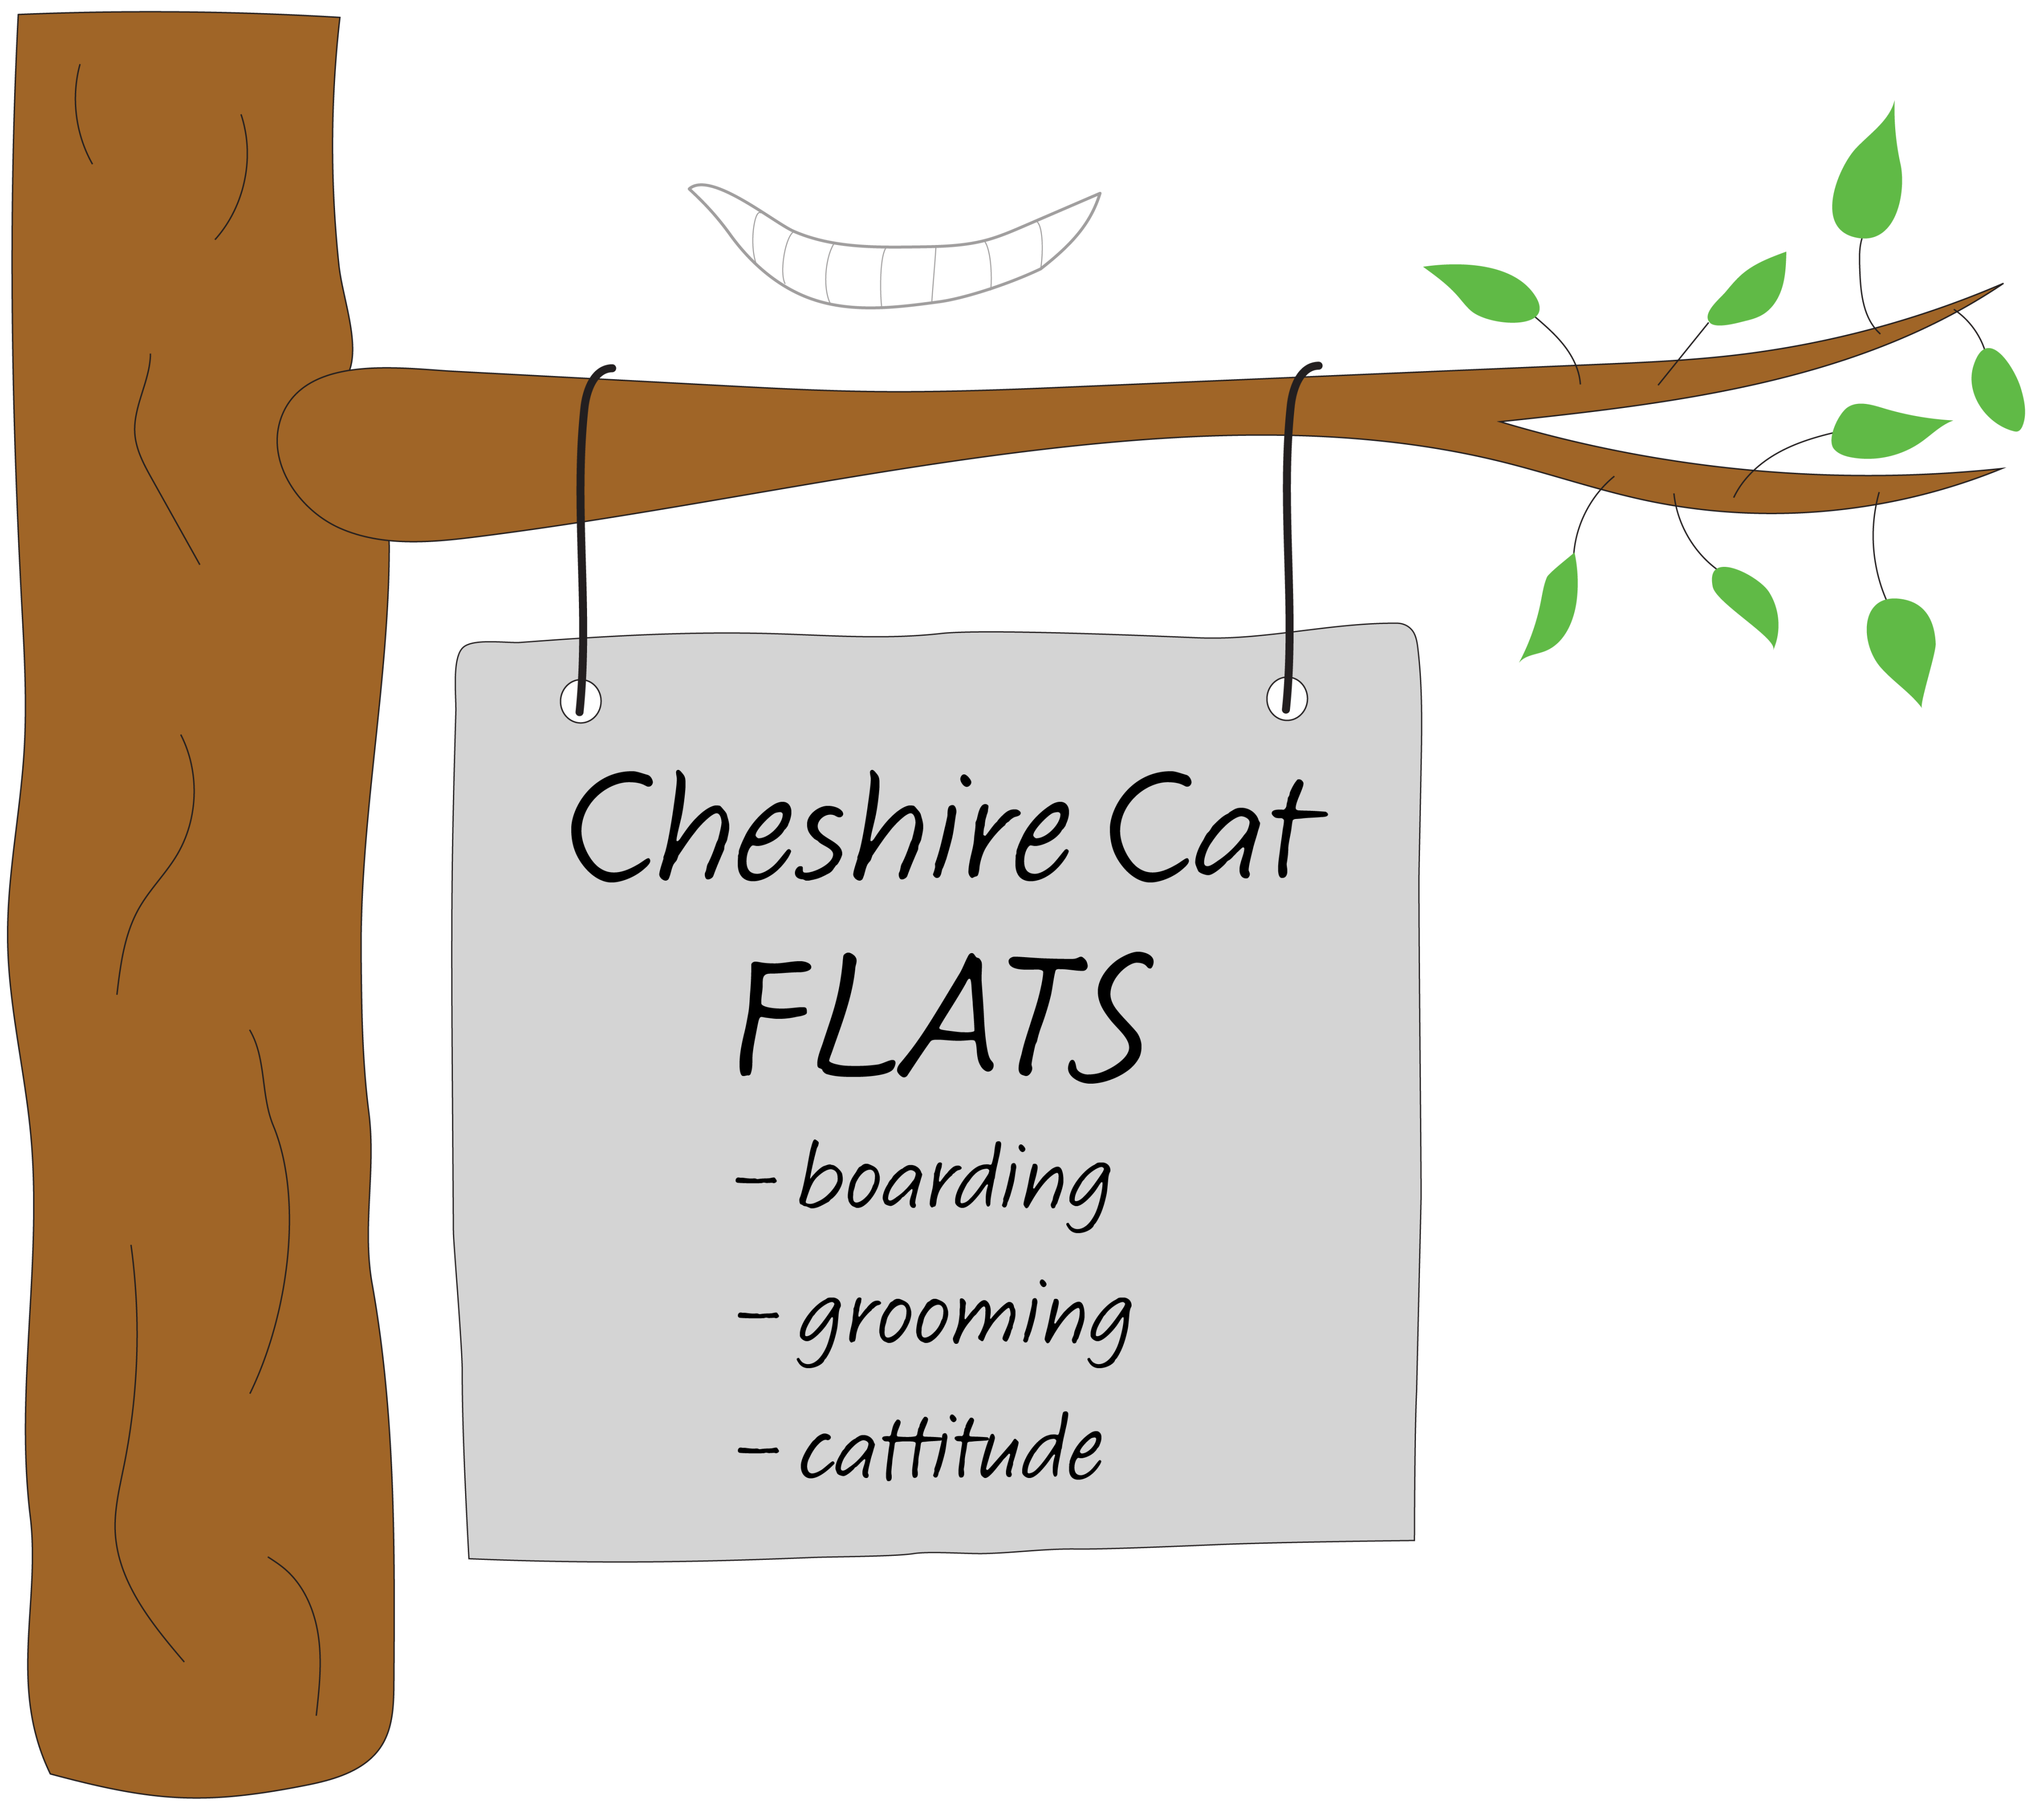 Cheshire Cat
FLATS
- boarding
- grooming
- cattitude